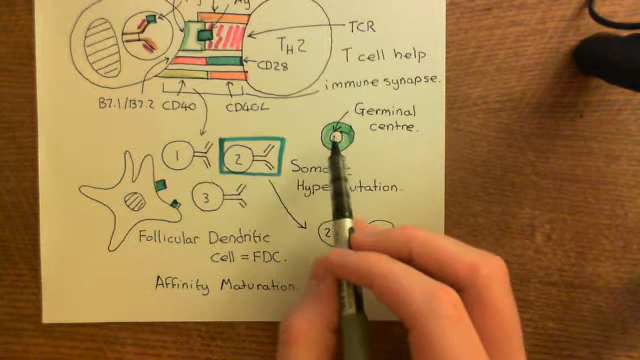 Ag
TCR
TH2
T cell help
CD28
immune synapse.
B7.1/B7.2 CD40 CD40L
Germinal
centre.
1
2
3
Follicular Dendritic
Cell = FDC.
2
Affinity Maturation.